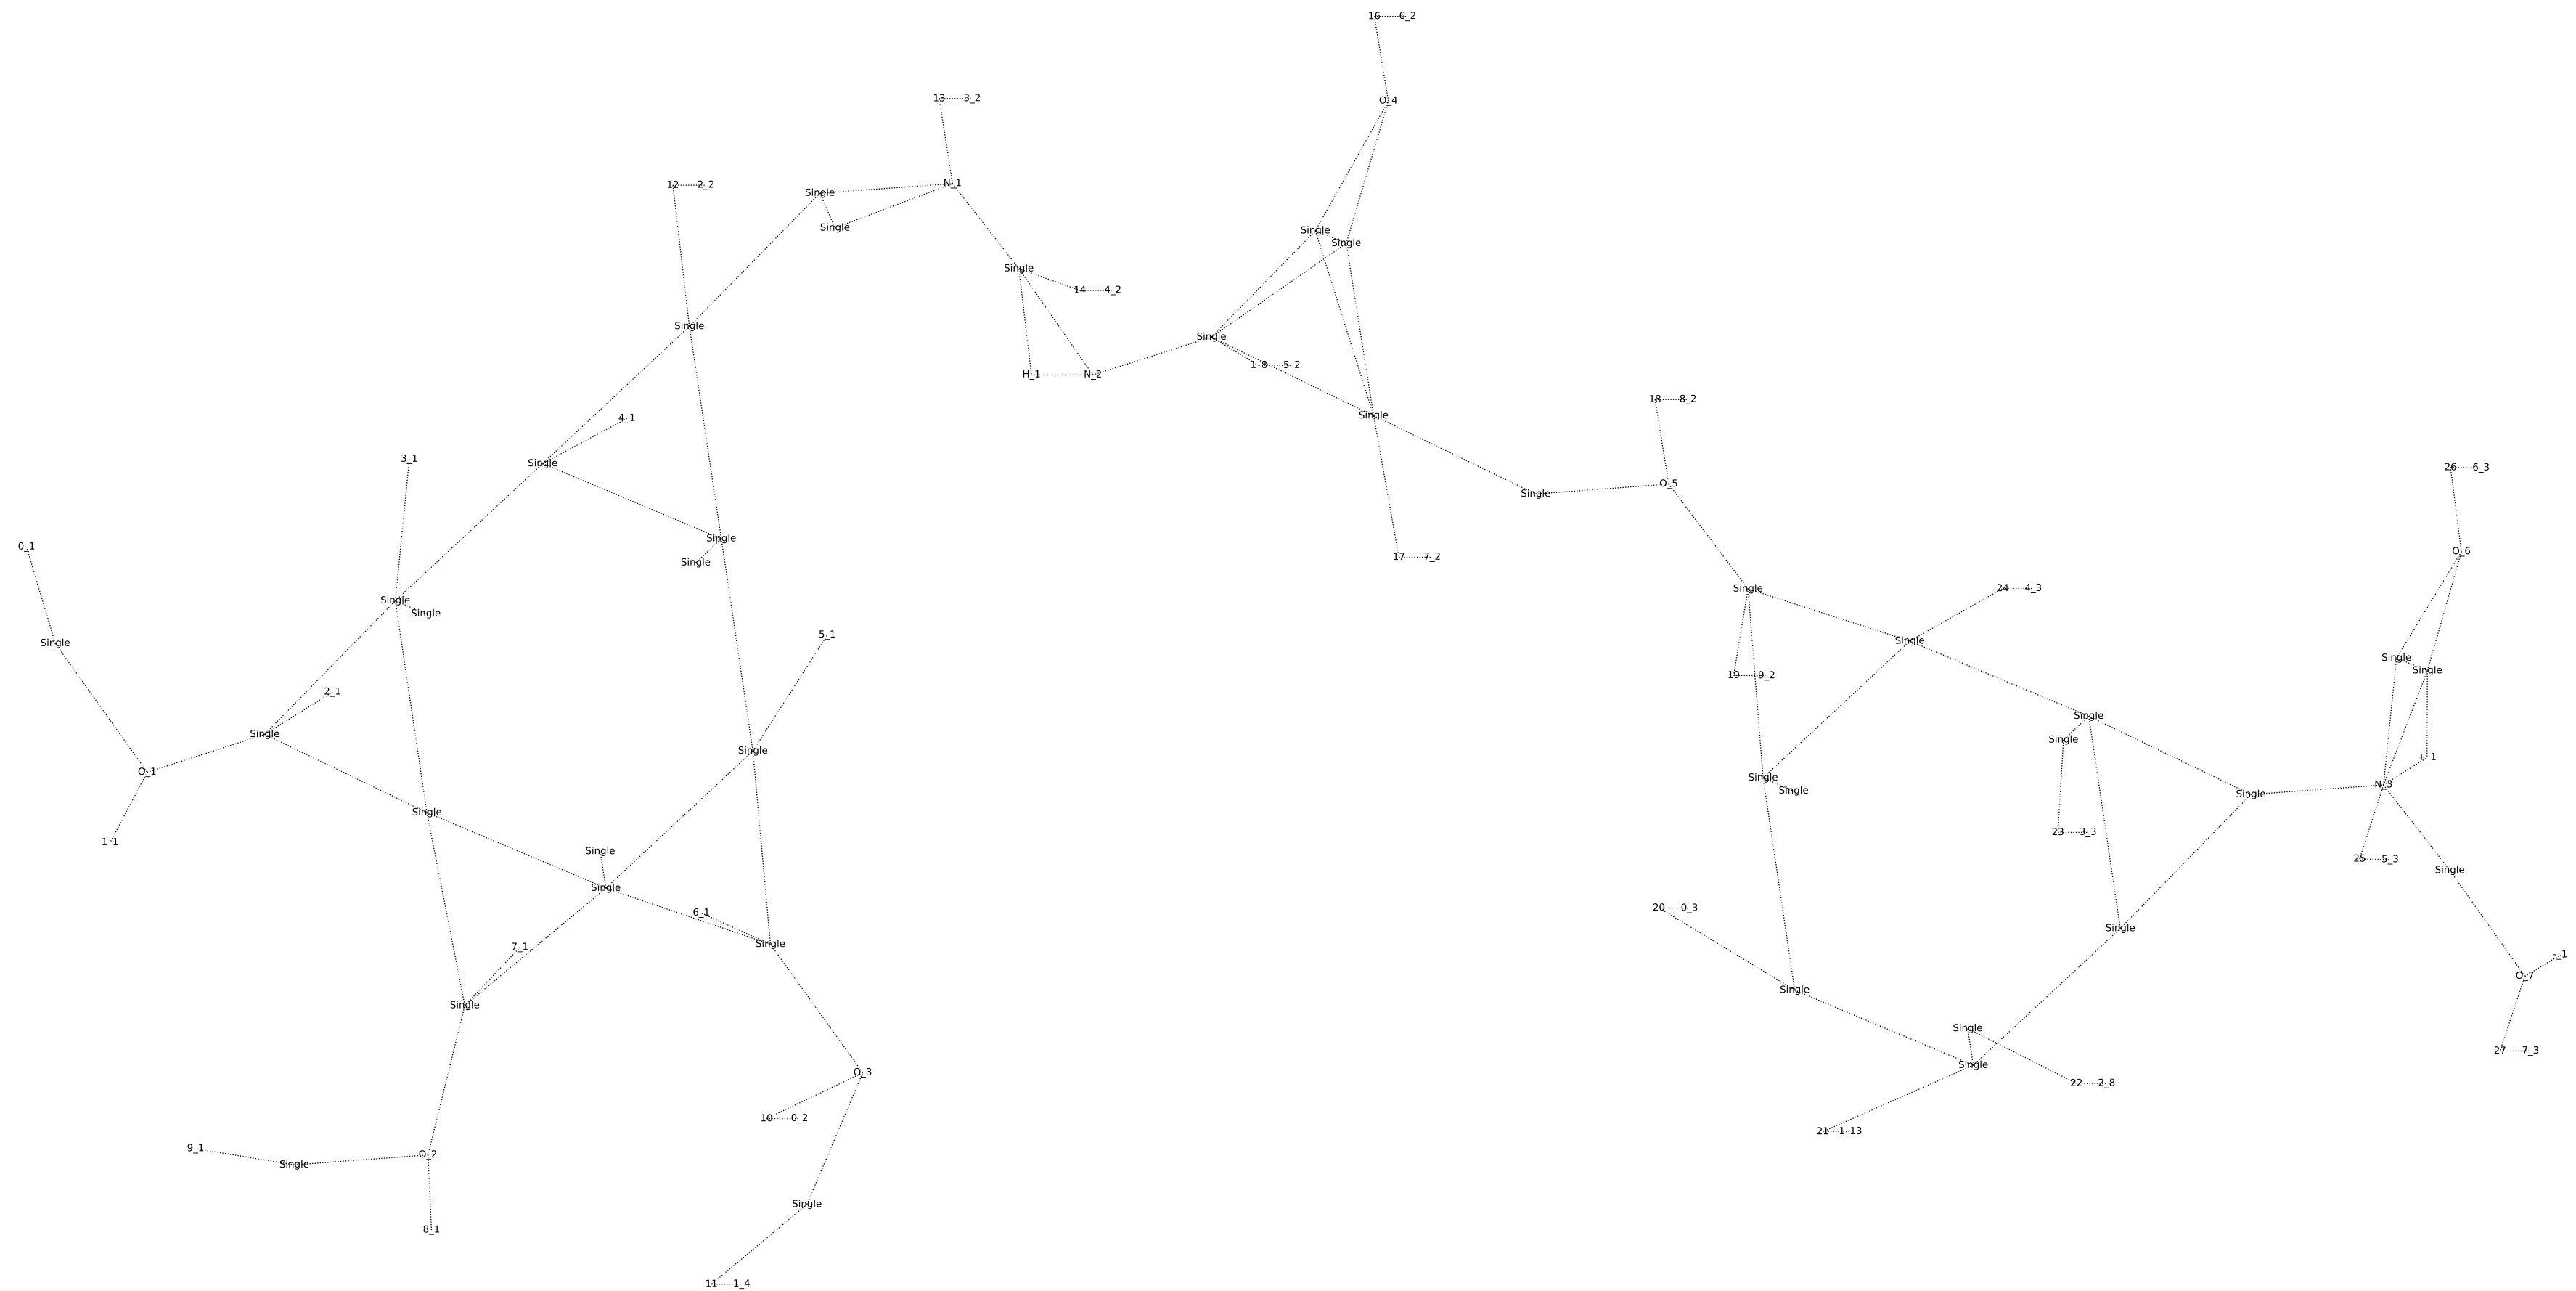 16 6_2
13 3_2
O_4
12 2_2
N_1
Single
Single
Single
Single
Single
14 4_2
Single
Single
1_8 5_2
H_1 N_2
18 8_2
Single
4_1
3_1
Single
26 6_3
O_5
Single
Single
0_1
O_6
17 7_2
Single
Single
24 4_3
Single
Single
Single
5_1
Single
Single
Single
Single
19 9_2
2_1
Single
Single
Single
Single
+_1
O_1
Single
N_3
Single
Single
Single
23 3_3
1_1
Single
25 5_3
Single
Single
20 0_3
6_1
Single
Single
7_1
-_1
O_7
Single
Single
Single
27 7_3
Single
O_3
22 2_8
10 0_2
21 1_13
9_1
O_2
Single
Single
8_1
11 1_4